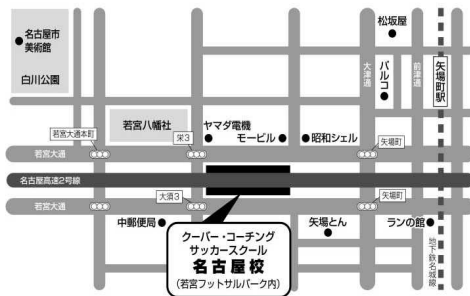 松坂屋
名古屋市
美術館
白川公園
パルコ
大津通
前津通
矢場町駅
若宮八幡社
ヤマダ電機
モービル
昭和シェル
若宮大通本町
栄3
矢場町
若宮大通
名古屋高速2号線
若宮大通
大須3
矢場町
中郵便局
矢場とん
ランの館
クーバー・コーチング
サッカースクール
名古屋校
(若宮フットサルパーク内)
地下鉄名城線